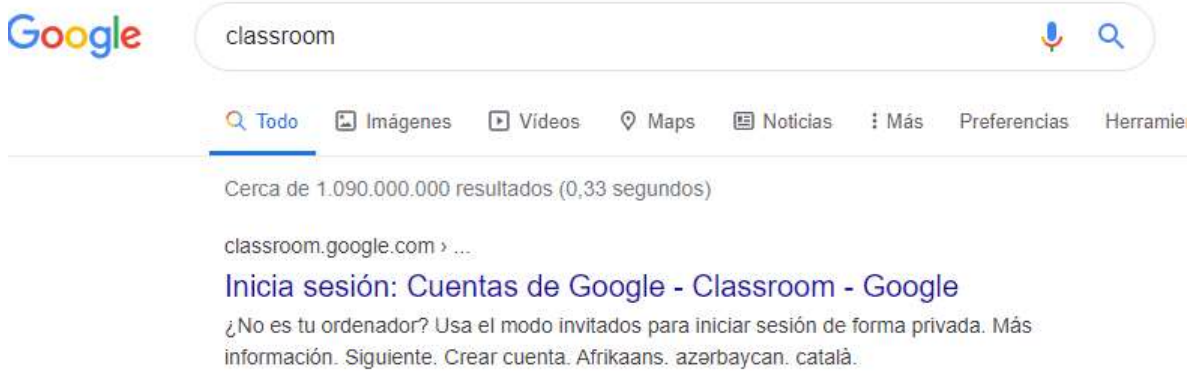 Google
classroom
Todo Imágenes Vídeos Maps Noticias Más Preferencias Herramie
Cerca de 1.090.000.000 resultados (0,33 segundos)
classroom.google.com › ...
Inicia sesión: Cuentas de Google - Classroom - Google
¿No es tu ordenador? Usa el modo invitados para iniciar sesión de forma privada. Más
información. Siguiente. Crear cuenta. Afrikaans. azərbaycan. català.